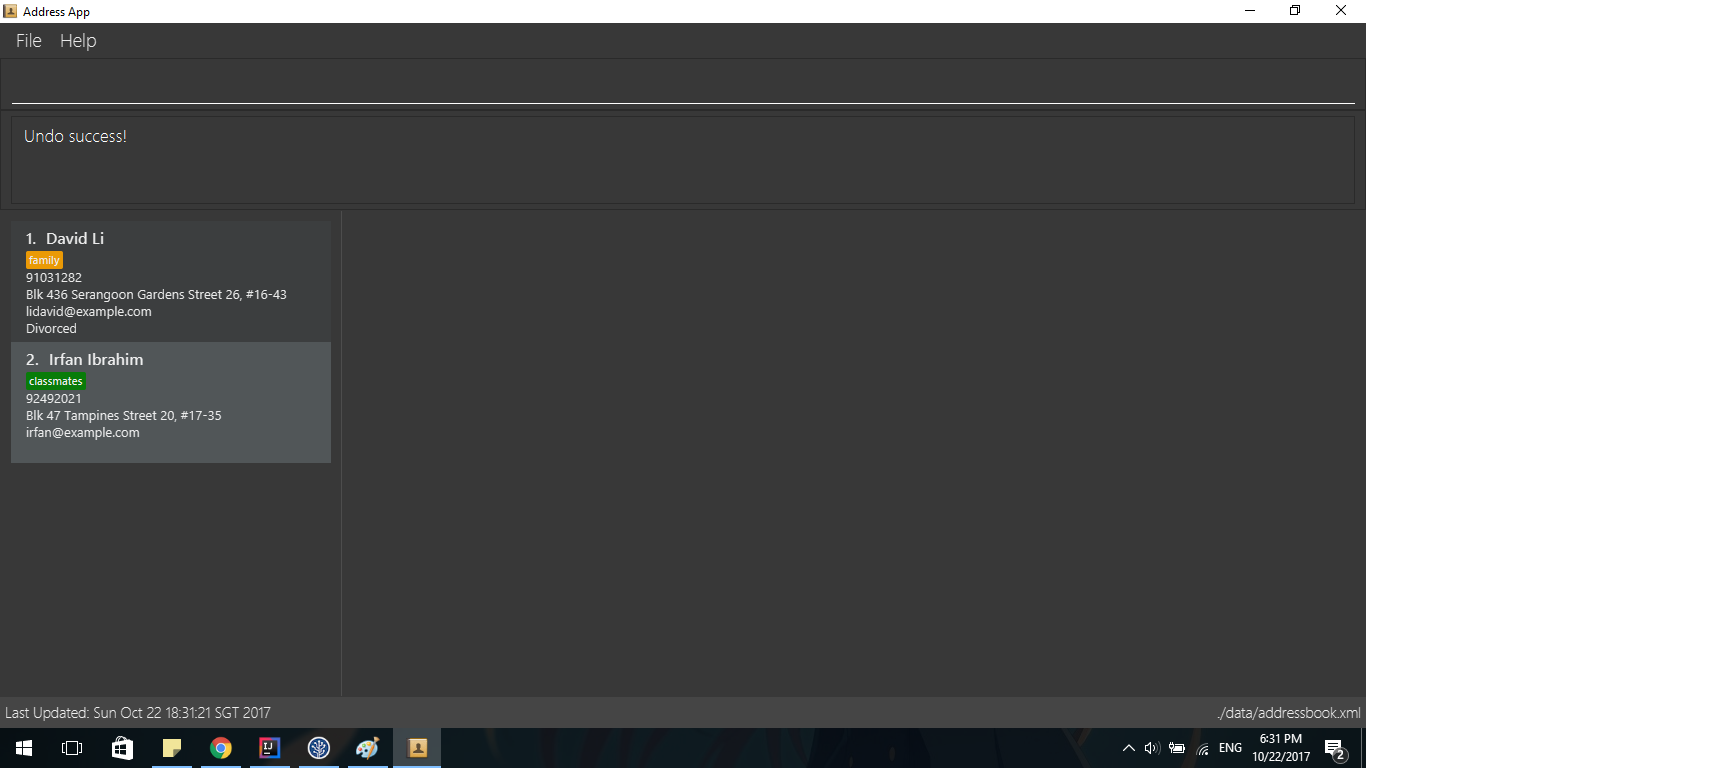 Address App
File Help
Undo success!
1. David Li
family
91031282
Blk 436 Serangoon Gardens Street 26, #16-43
lidavid@example.com
Divorced
2. Irfan Ibrahim
classmates
92492021
Blk 47 Tampines Street 20, #17-35
irfan@example.com
Last Updated: Sun Oct 22 18:31:21 SGT 2017
./data/addressbook.xml
IJ
ENG
6:31 PM
10/22/2017
2